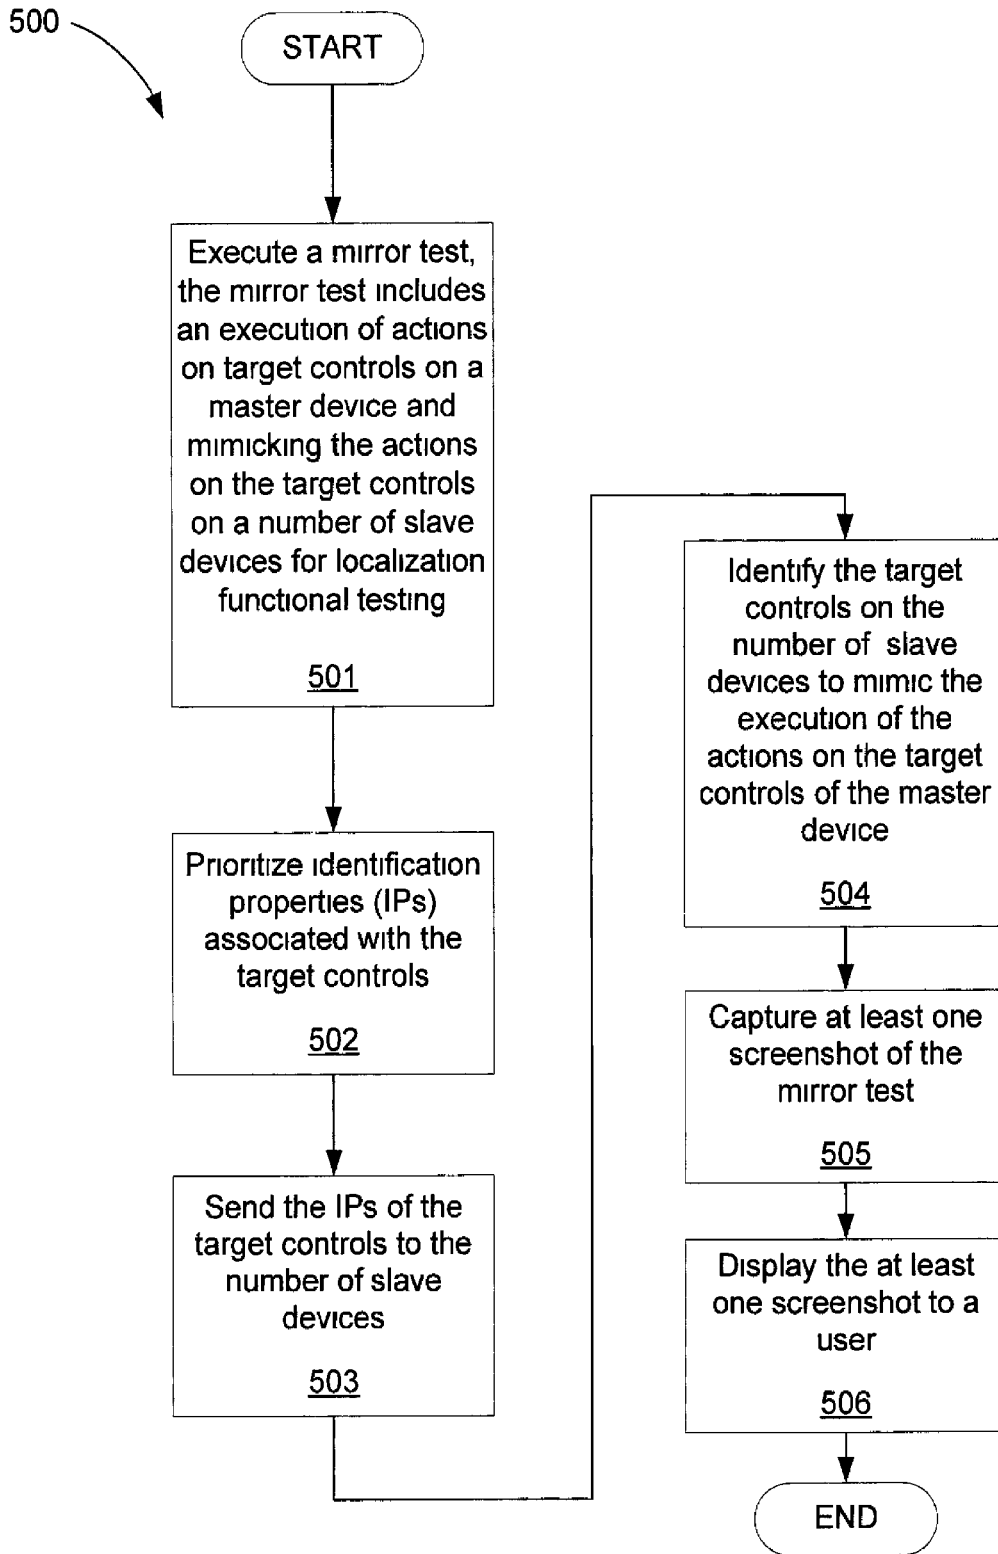 500
START
Execute a mirror test,
the mirror test includes
an execution of actions
on target controls on a
master device and
mimicking the actions
on the target controls
on a number of slave
devices for localization
functional testing
501
Prioritize identification
properties (IPs)
associated with the
target controls
502
Send the IPs of the
target controls to the
number of slave
devices
503
Identify the target
controls on the
number of slave
devices to mimic the
execution of the
actions on the target
controls of the master
device
504
Capture at least one
screenshot of the
mirror test
505
Display the at least
one screenshot to a
user
506
END